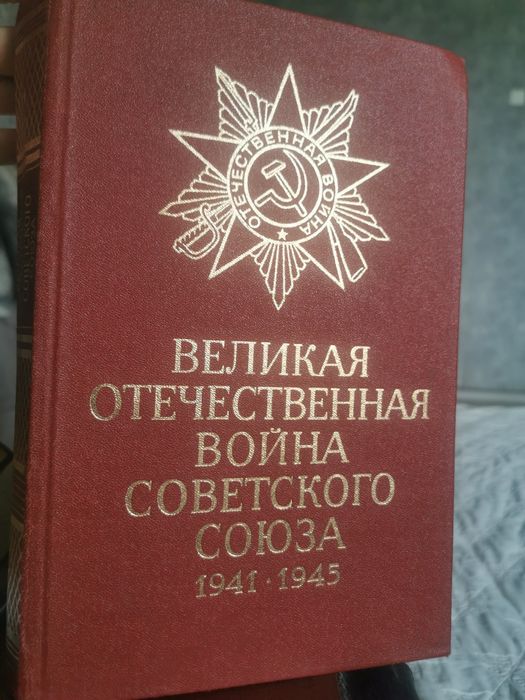 ОТЕЧЕСТВЕННАЯ ВОЙНА
ВЕЛИКАЯ
ОТЕЧЕСТВЕННАЯ
ВОЙНА
СОВЕТСКОГО
СОЮЗА
1941 · 1945